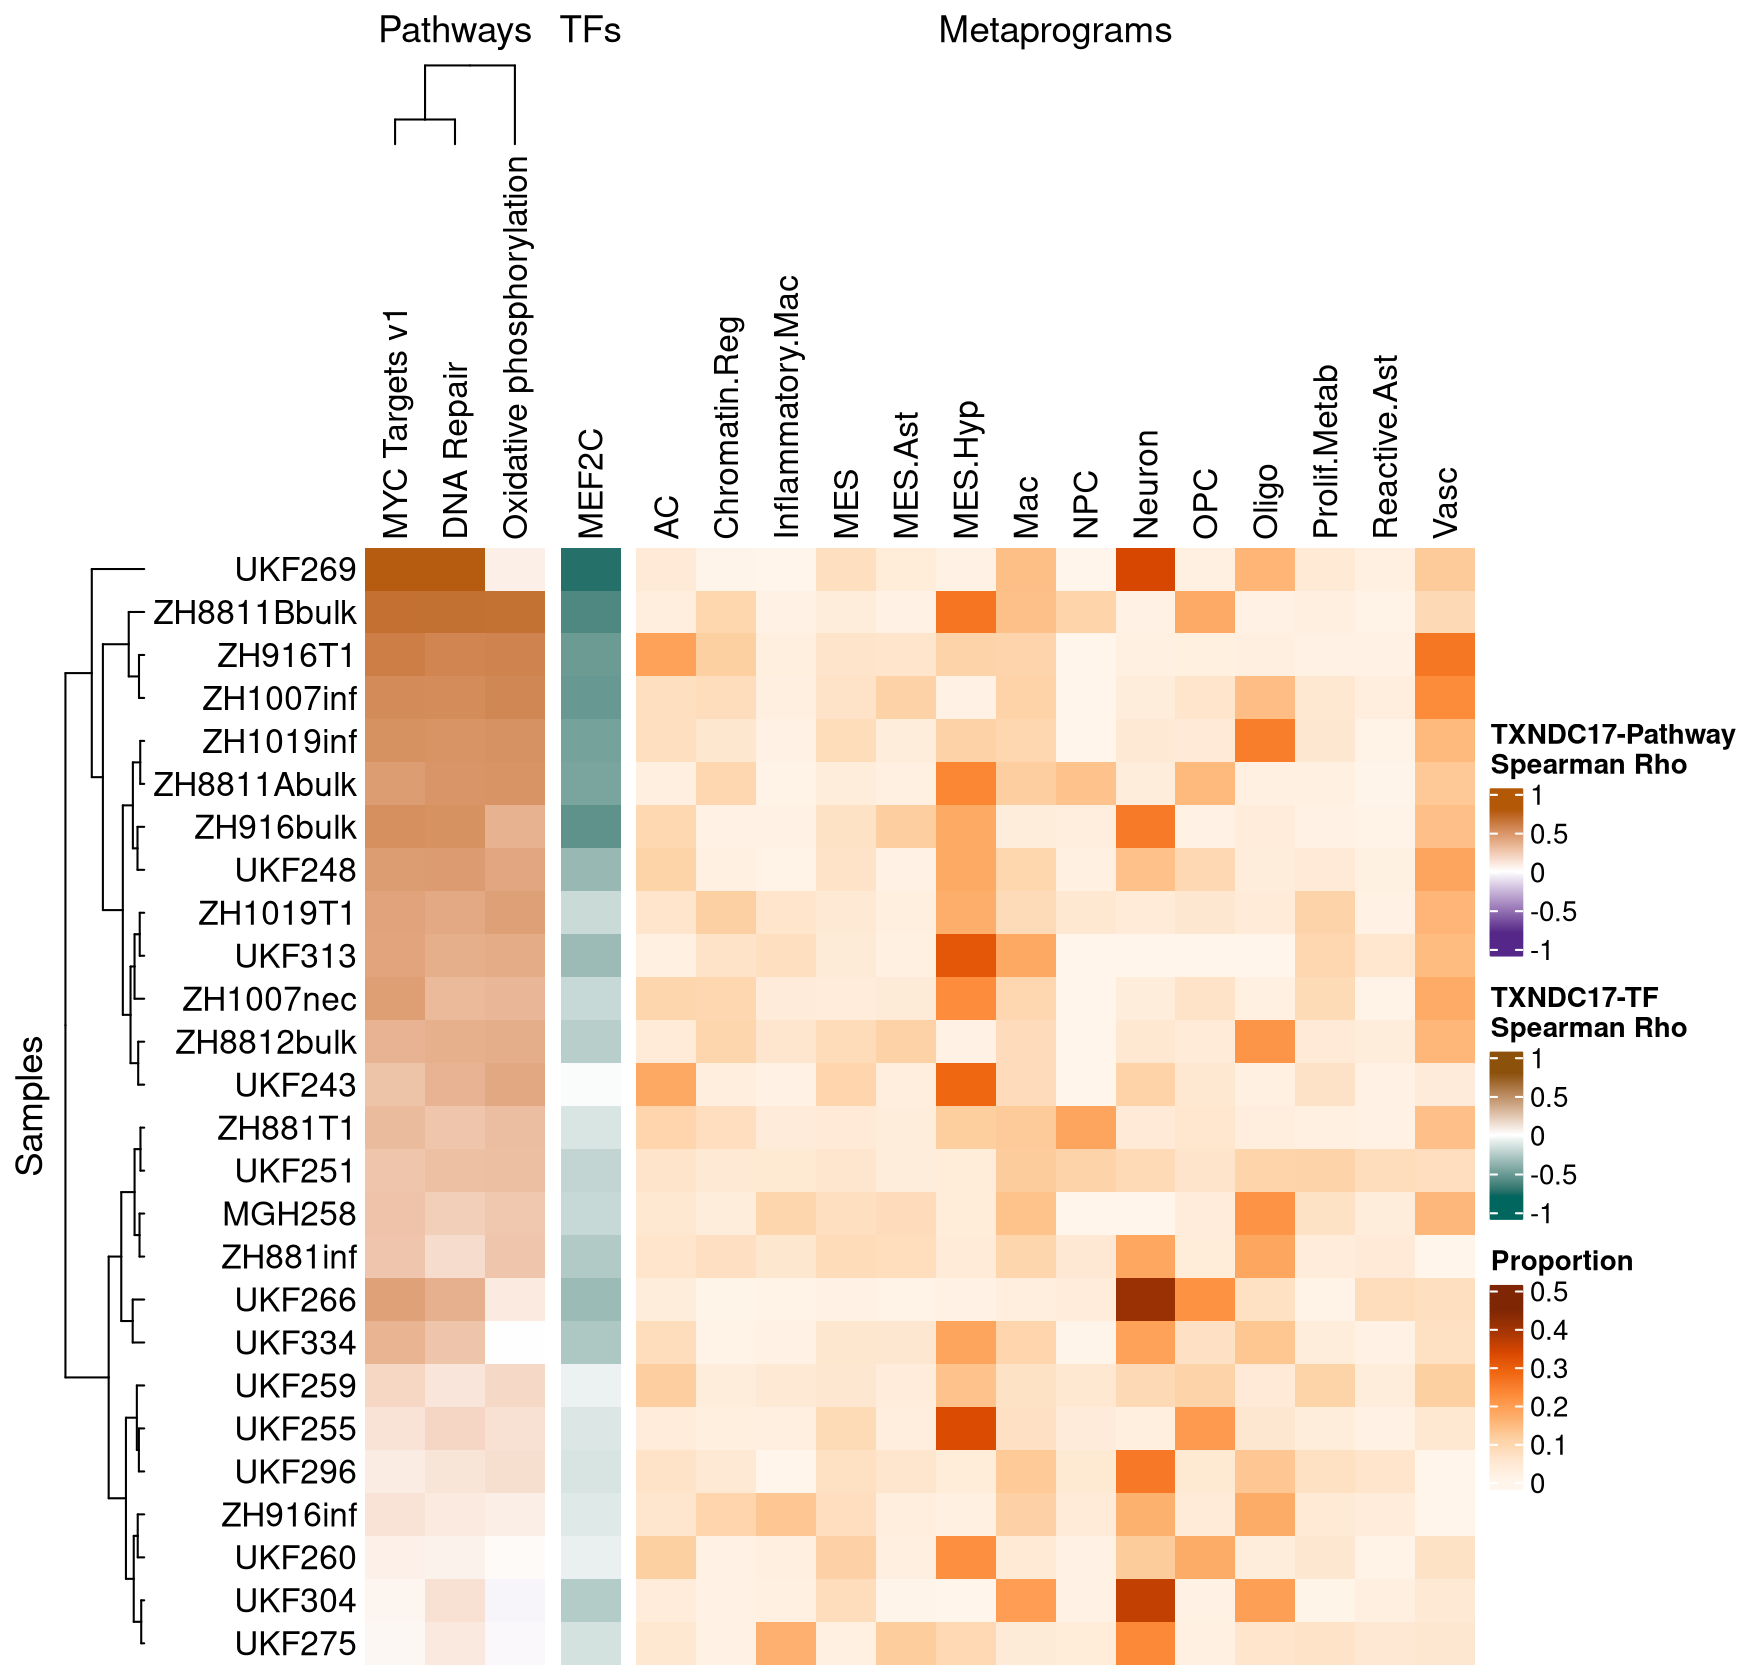 Pathways TFs Metaprograms
MYC Targets v1
DNA Repair
Oxidative phosphorylation
MEF2C
AC
Chromatin.Reg
Inflammatory.Mac
MES
MES.Ast
MES.Hyp
Mac
NPC
Neuron
OPC
Oligo
Prolif.Metab
Reactive.Ast
Vasc
Samples
UKF269
ZH8811Bbulk
ZH916T1
ZH1007inf
ZH1019inf
ZH8811Abulk
ZH916bulk
UKF248
ZH1019T1
UKF313
ZH1007nec
ZH8812bulk
UKF243
ZH881T1
UKF251
MGH258
ZH881inf
UKF266
UKF334
UKF259
UKF255
UKF296
ZH916inf
UKF260
UKF304
UKF275
TXNDC17-Pathway
Spearman Rho
1
0.5
0
-0.5
-1
TXNDC17-TF
Spearman Rho
1
0.5
0
-0.5
-1
Proportion
0.5
0.4
0.3
0.2
0.1
0